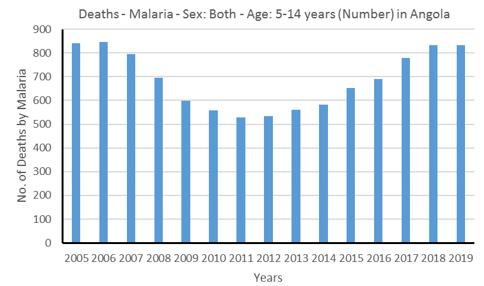 Deaths - Malaria - Sex: Both - Age: 5-14 years (Number) in Angola
No. of Deaths by Malaria
900
800
700
600
500
400
300
200
100
0
2005 2006 2007 2008 2009 2010 2011 2012 2013 2014 2015 2016 2017 2018 2019
Years